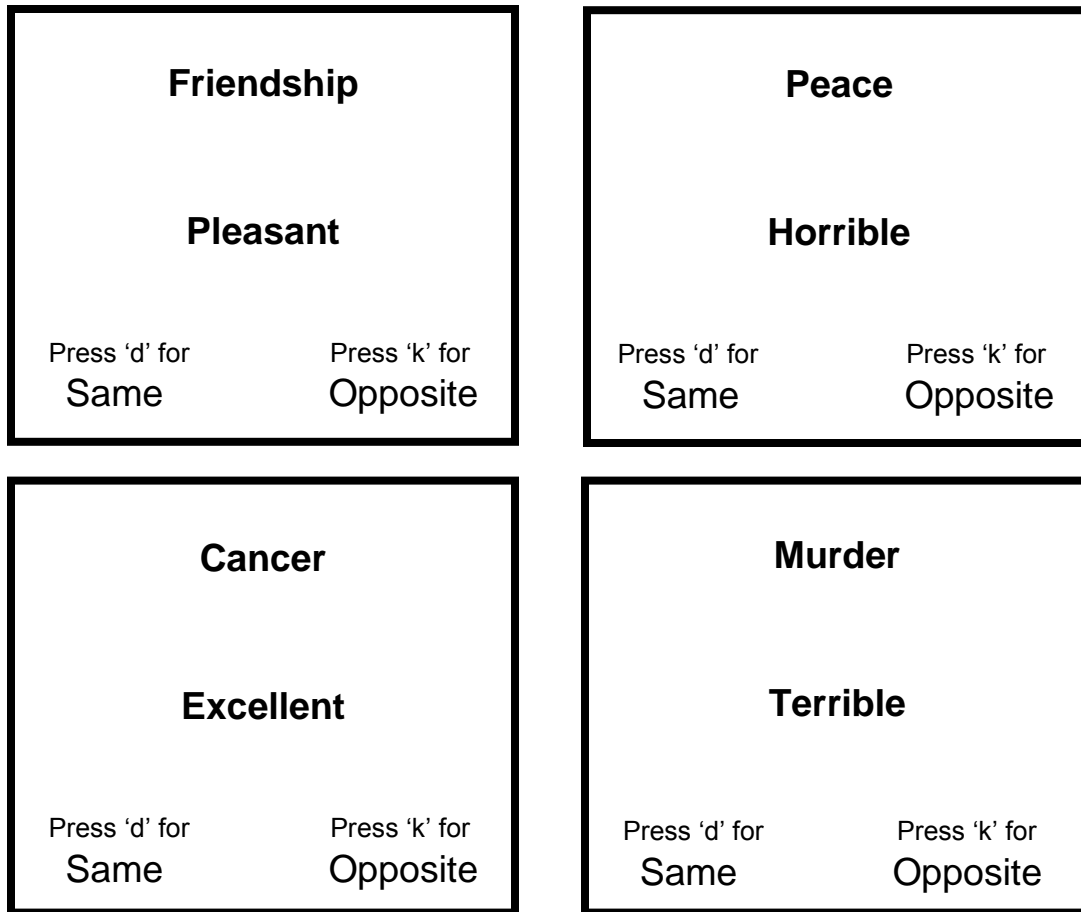 Friendship
Pleasant
Press ‘d’ for
Same
Press ‘k’ for
Opposite
Peace
Horrible
Press ‘d’ for
Same
Press ‘k’ for
Opposite
Cancer
Excellent
Press ‘d’ for
Same
Press ‘k’ for
Opposite
Murder
Terrible
Press ‘d’ for
Same
Press ‘k’ for
Opposite